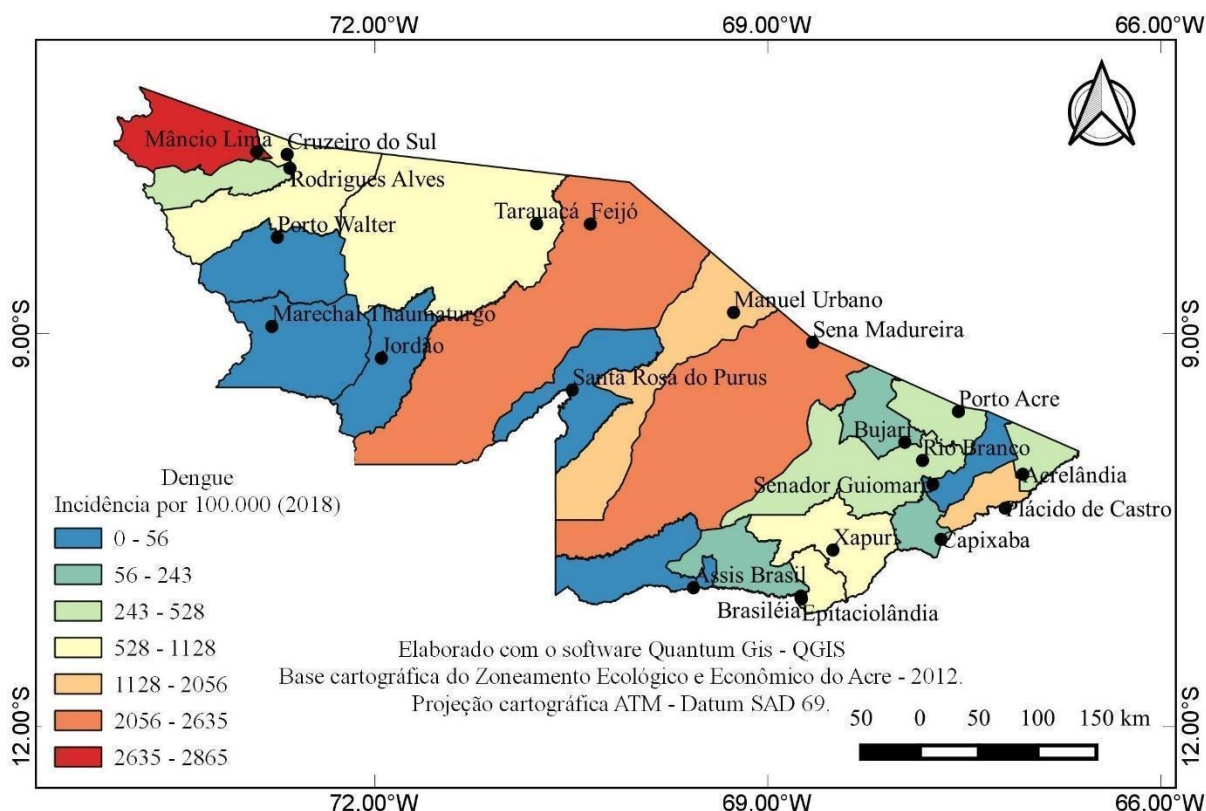 72.00°W 69.00°W 66.00°W
Mâncio Lima
Cruzeiro do Sul
Rodrigues Alves
Porto Walter
Tarauacá Feijó
Marechal Thaumaturgo
Jordão
Manuel Urbano
Sena Madureira
Santa Rosa do Purus
Porto Acre
Bujari
Rio Branco
Senador Guiomard
Acrelândia
Plácido de Castro
Xapuri
Capixaba
Assis Brasil
Brasiléia
Epitaciolândia
9.00°S
9.00°S
12.00°S
12.00°S
Dengue
Incidência por 100.000 (2018)
0 - 56
56 - 243
243 - 528
528 - 1128
1128 - 2056
2056 - 2635
2635 - 2865
Elaborado com o software Quantum Gis - QGIS
Base cartográfica do Zoneamento Ecológico e Econômico do Acre - 2012.
Projeção cartográfica ATM - Datum SAD 69.
50 0 50 100 150 km
72.00°W 69.00°W 66.00°W